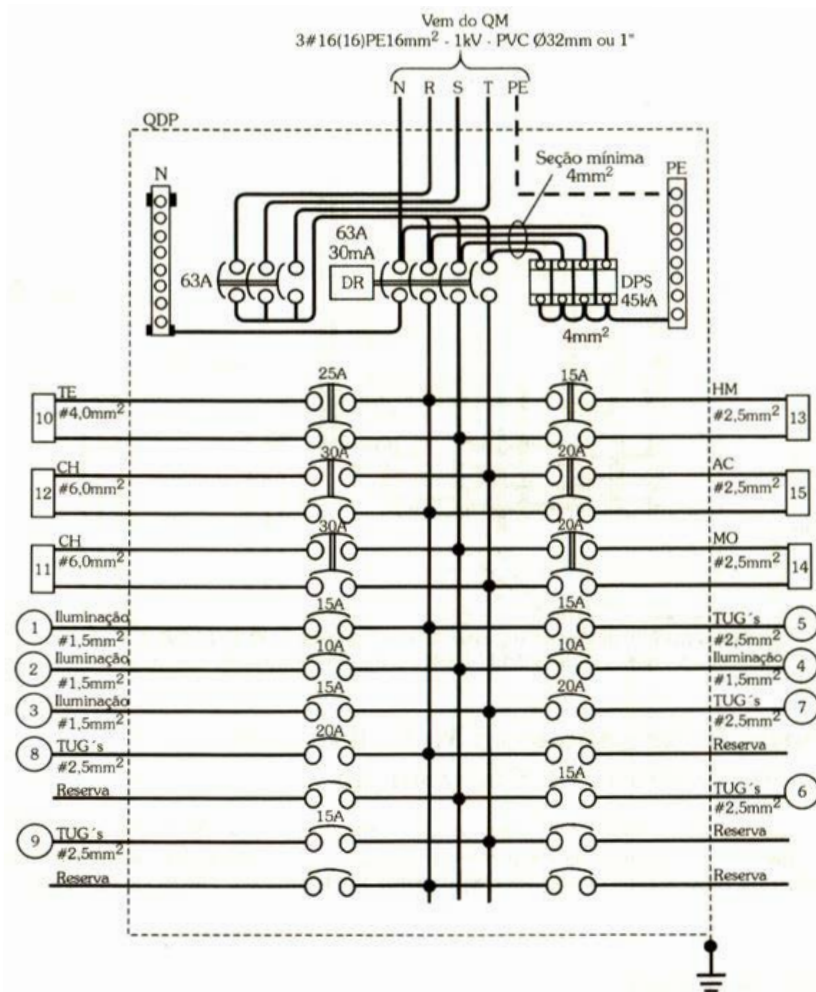 Vem do QM
3#16(16)PE16mm² - 1kV - PVC Ø32mm ou 1"
N R S T PE
QDP
N
Seção mínima
4mm²
PE
63A
30mA
63A
DR
DPS
45kA
4mm²
25A
15A
10
TE
#4,0mm²
HM
#2,5mm²
13
30A
20A
12
CH
#6,0mm²
AC
#2,5mm²
15
30A
20A
11
CH
#6,0mm²
MO
#2,5mm²
14
15A
15A
1
Iluminação
#1,5mm²
TUG´s
#2,5mm²
5
10A
10A
2
Iluminação
#1,5mm²
Iluminação
#1,5mm²
4
15A
20A
3
Iluminação
#1,5mm²
TUG´s
#2,5mm²
7
20A
8
TUG´s
#2,5mm²
Reserva
15A
Reserva
TUG´s
#2,5mm²
6
15A
9
TUG´s
#2,5mm²
Reserva
Reserva
Reserva